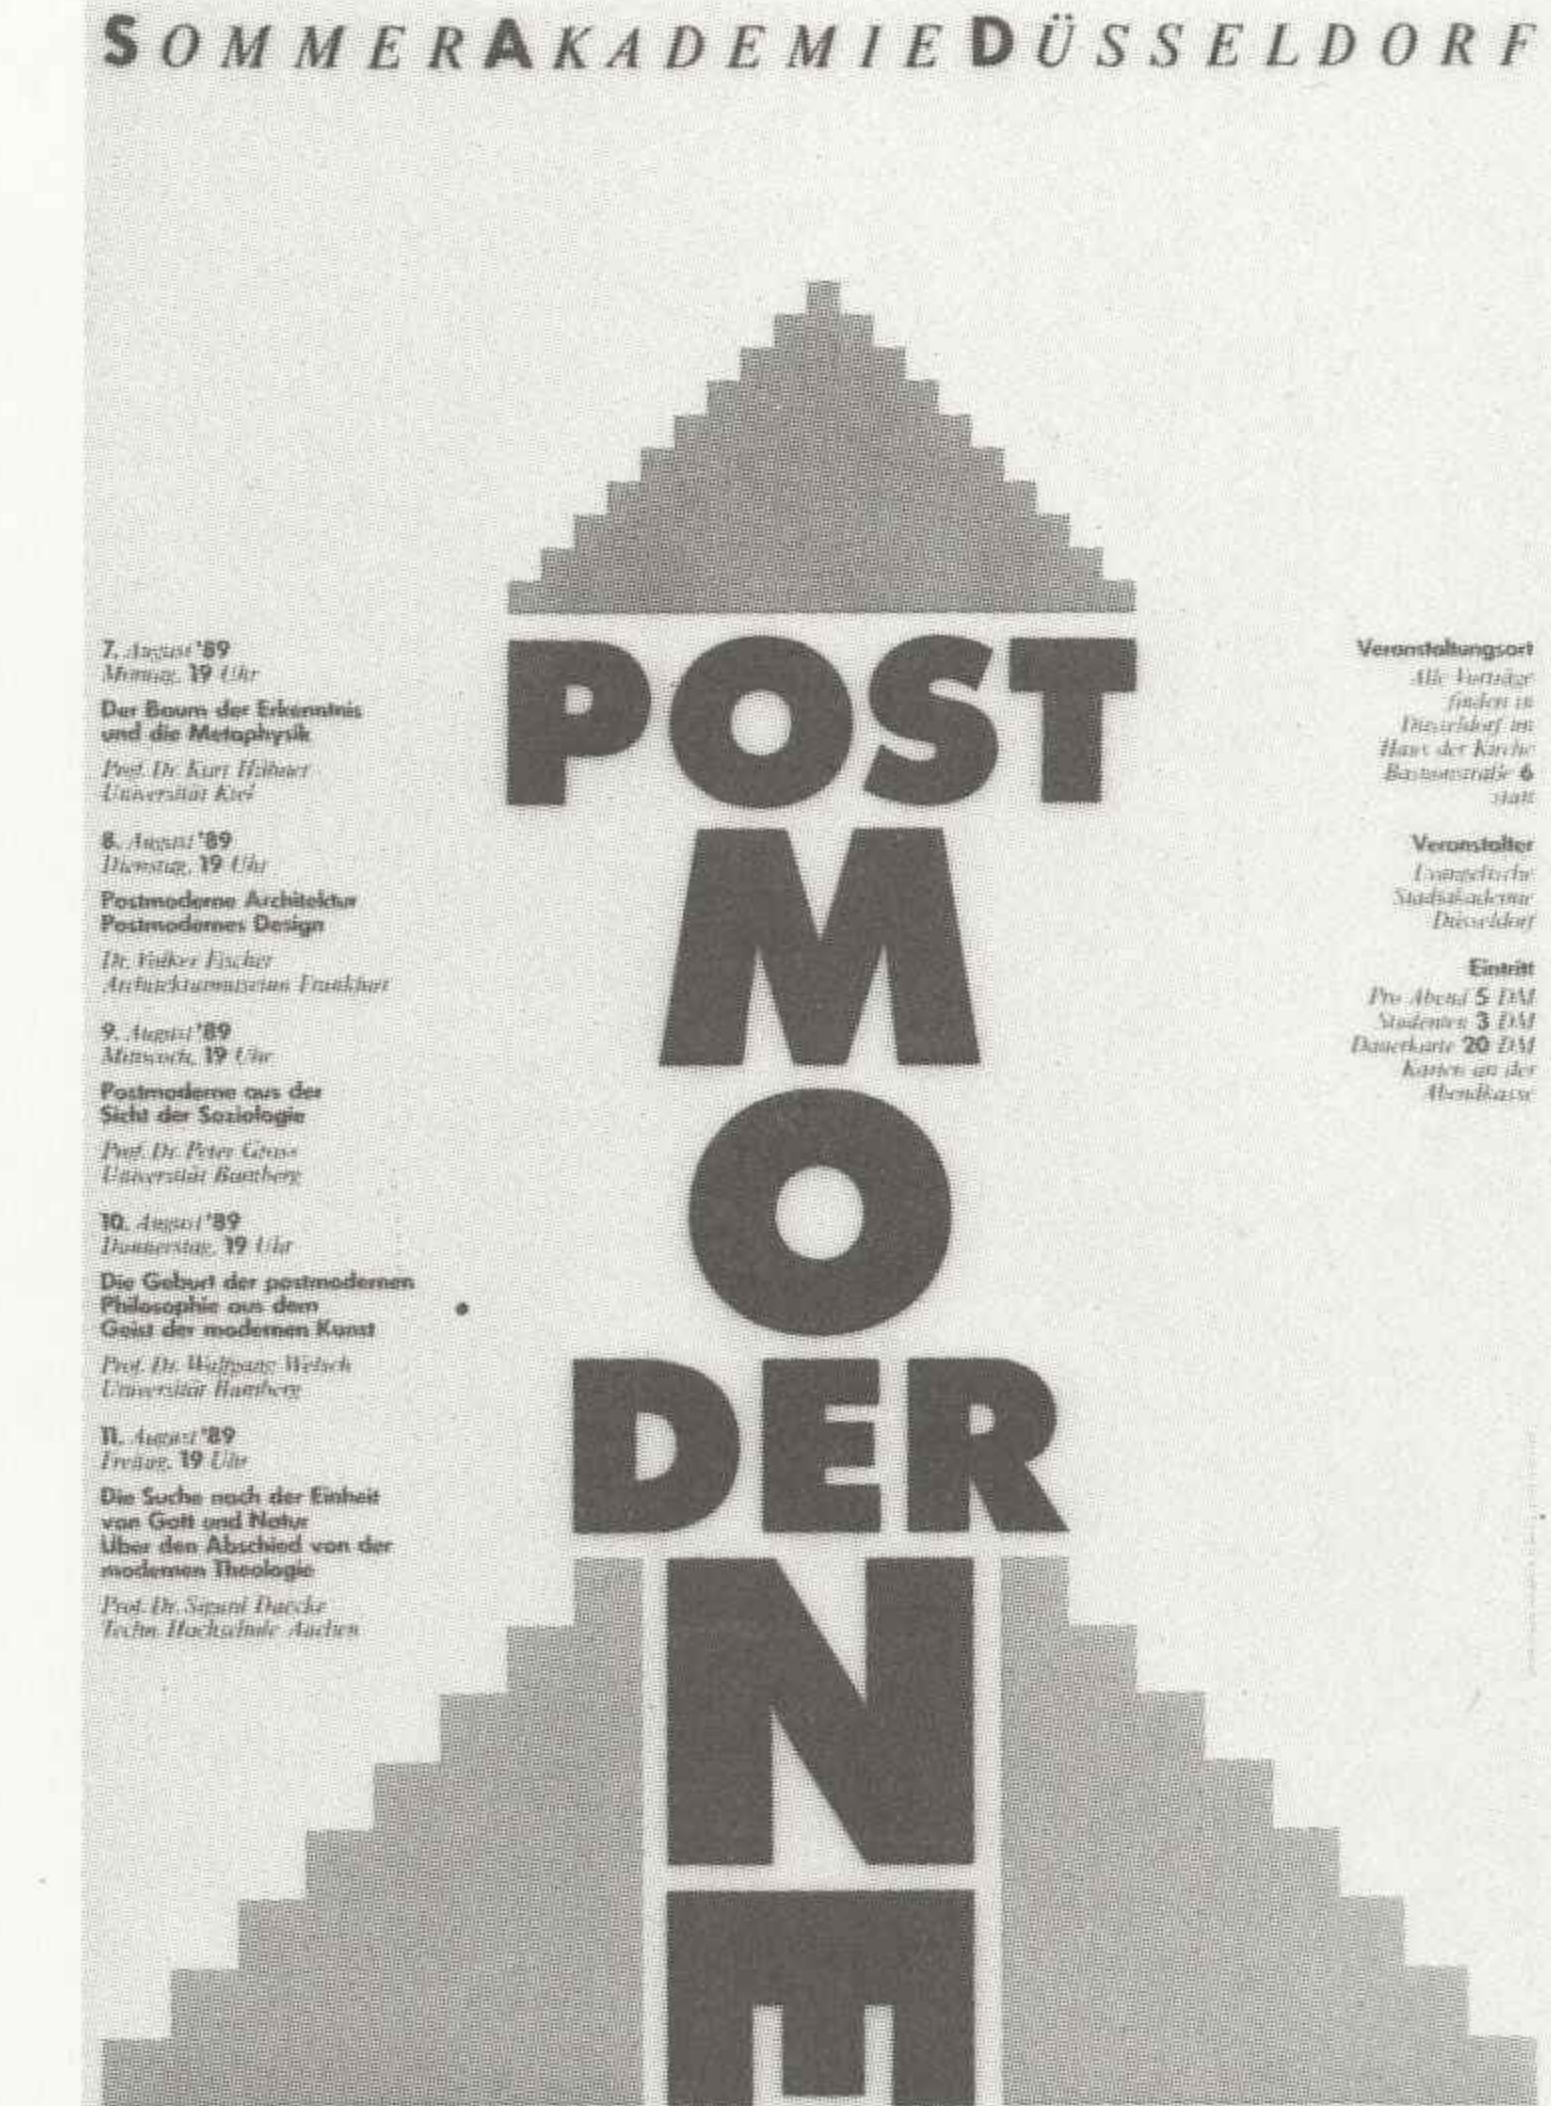 SOMMERAKADEMIEDÜSSELDORF
POST
M
O
DER
N
E
7. August '89
Montag, 19 Uhr
Der Baum der Erkenntnis
und die Metaphysik
Prof. Dr. Kurt Hübner
Universität Kiel
8. August '89
Dienstag, 19 Uhr
Postmoderne Architektur
Postmodernes Design
Dr. Volker Fischer
Architekturmuseum Frankfurt
9. August '89
Mittwoch, 19 Uhr
Postmoderne aus der
Sicht der Soziologie
Prof. Dr. Peter Gross
Universität Bamberg
10. August '89
Donnerstag, 19 Uhr
Die Geburt der postmodernen
Philosophie aus dem
Geist der modernen Kunst
Prof. Dr. Wolfgang Welsch
Universität Bamberg
11. August '89
Freitag, 19 Uhr
Die Suche nach der Einheit
von Gott und Natur
Über den Abschied von der
modernen Theologie
Prof. Dr. Sigurd Daecke
Techn. Hochschule Aachen
Veranstaltungsort
Alle Vorträge
finden in
Düsseldorf im
Haus der Kirche
Bastionstraße 6
statt
Veranstalter
Evangelische
Stadtakademie
Düsseldorf
Eintritt
Pro Abend 5 DM
Studenten 3 DM
Dauerkarte 20 DM
Karten an der
Abendkasse